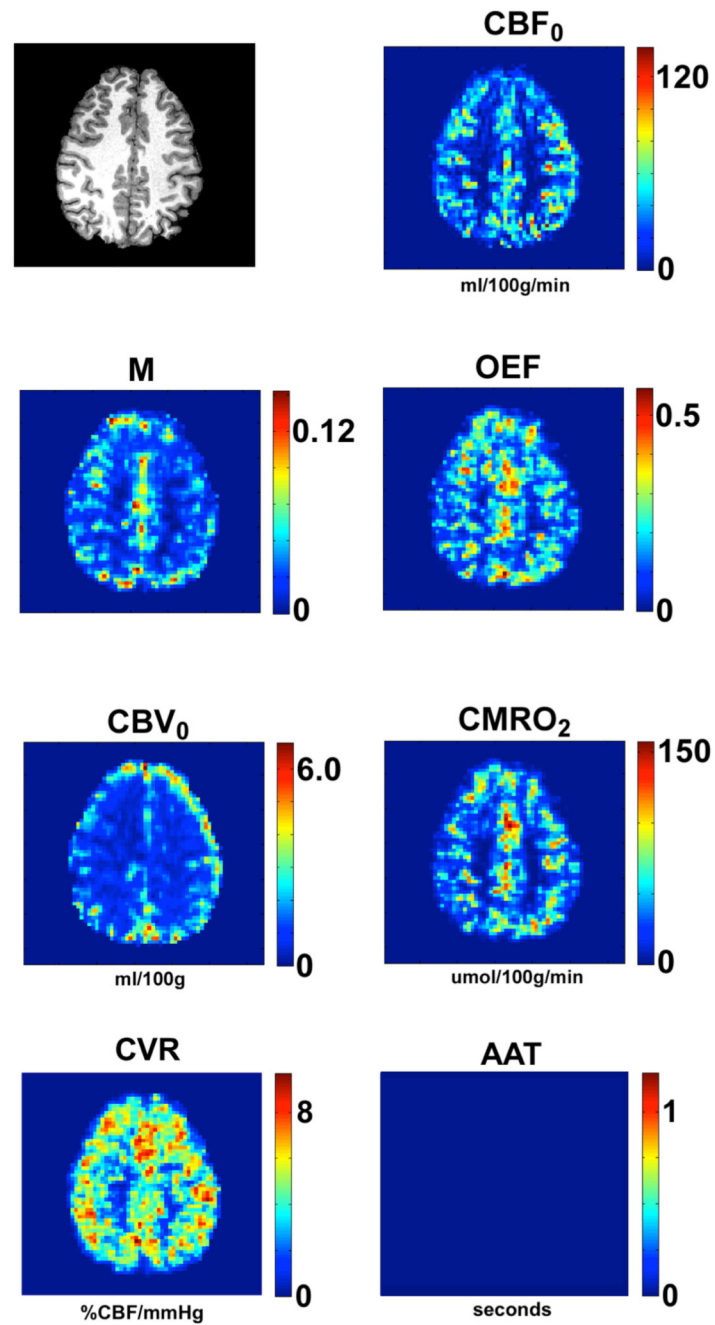 CBF₀
120
0
ml/100g/min
M
OEF
0.12
0
0.5
0
CBV₀
CMRO₂
6.0
0
150
0
ml/100g
umol/100g/min
CVR
AAT
8
0
1
0
%CBF/mmHg
seconds